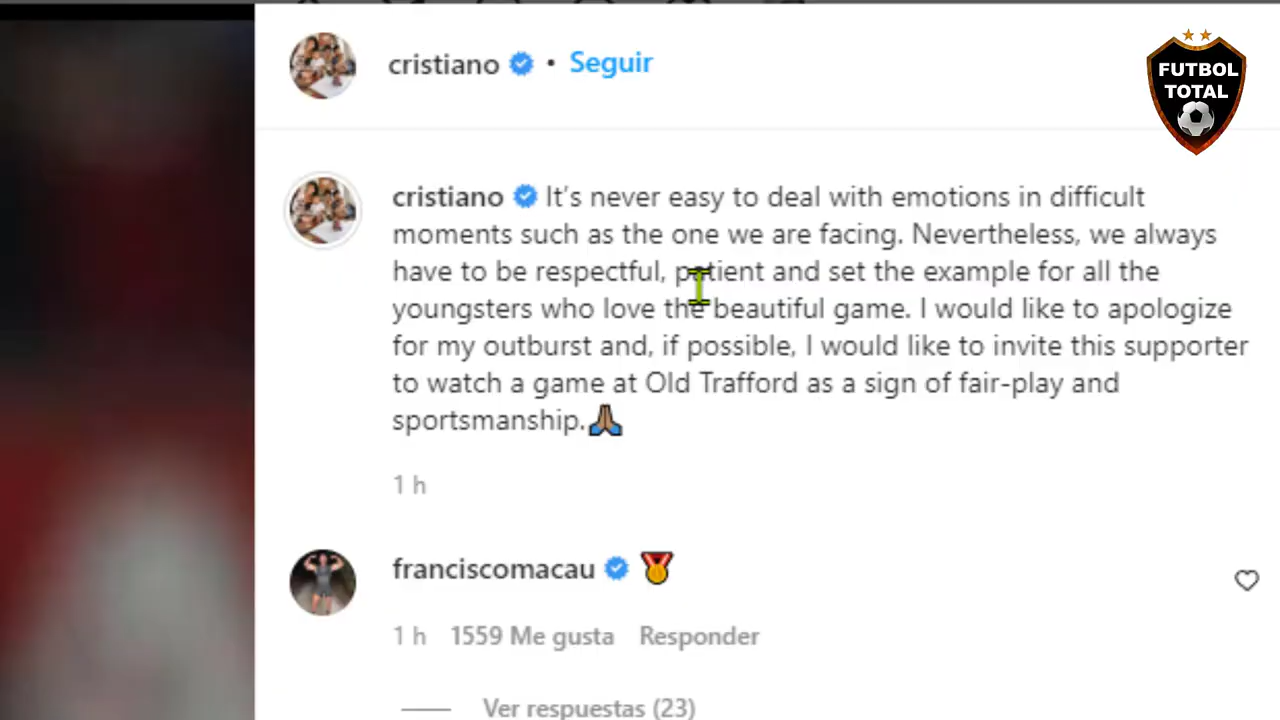 cristiano • Seguir
FUTBOL
TOTAL
cristiano It's never easy to deal with emotions in difficult
moments such as the one we are facing. Nevertheless, we always
have to be respectful, patient and set the example for all the
youngsters who love the beautiful game. I would like to apologize
for my outburst and, if possible, I would like to invite this supporter
to watch a game at Old Trafford as a sign of fair-play and
sportsmanship.🙏🏽
1 h
franciscomacau 🏅
1 h 1559 Me gusta Responder
Ver respuestas (23)